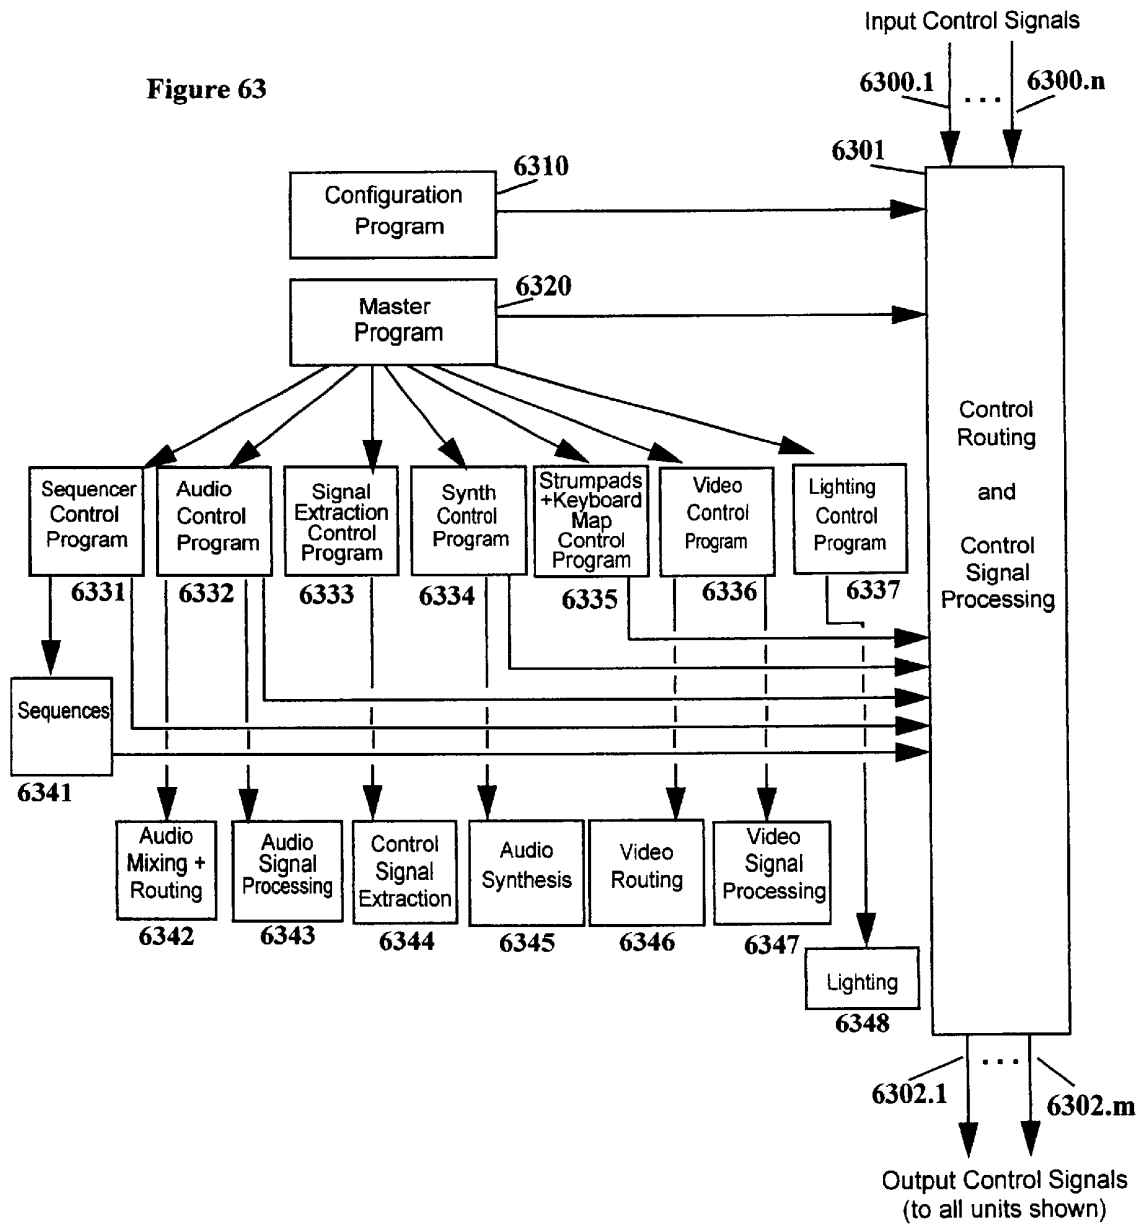 Input Control Signals
Figure 63
6300.1
...
6300.n
6301
6310
Configuration
Program
6320
Master
Program
Control
Routing
and
Control
Signal
Processing
Sequencer
Control
Program
6331
Audio
Control
Program
6332
Signal
Extraction
Control
Program
6333
Synth
Control
Program
6334
Strumpads
+Keyboard
Map
Control
Program
6335
Video
Control
Program
6336
Lighting
Control
Program
6337
Sequences
6341
Audio
Mixing +
Routing
6342
Audio
Signal
Processing
6343
Control
Signal
Extraction
6344
Audio
Synthesis
6345
Video
Routing
6346
Video
Signal
Processing
6347
Lighting
6348
6302.1
...
6302.m
Output Control Signals
(to all units shown)